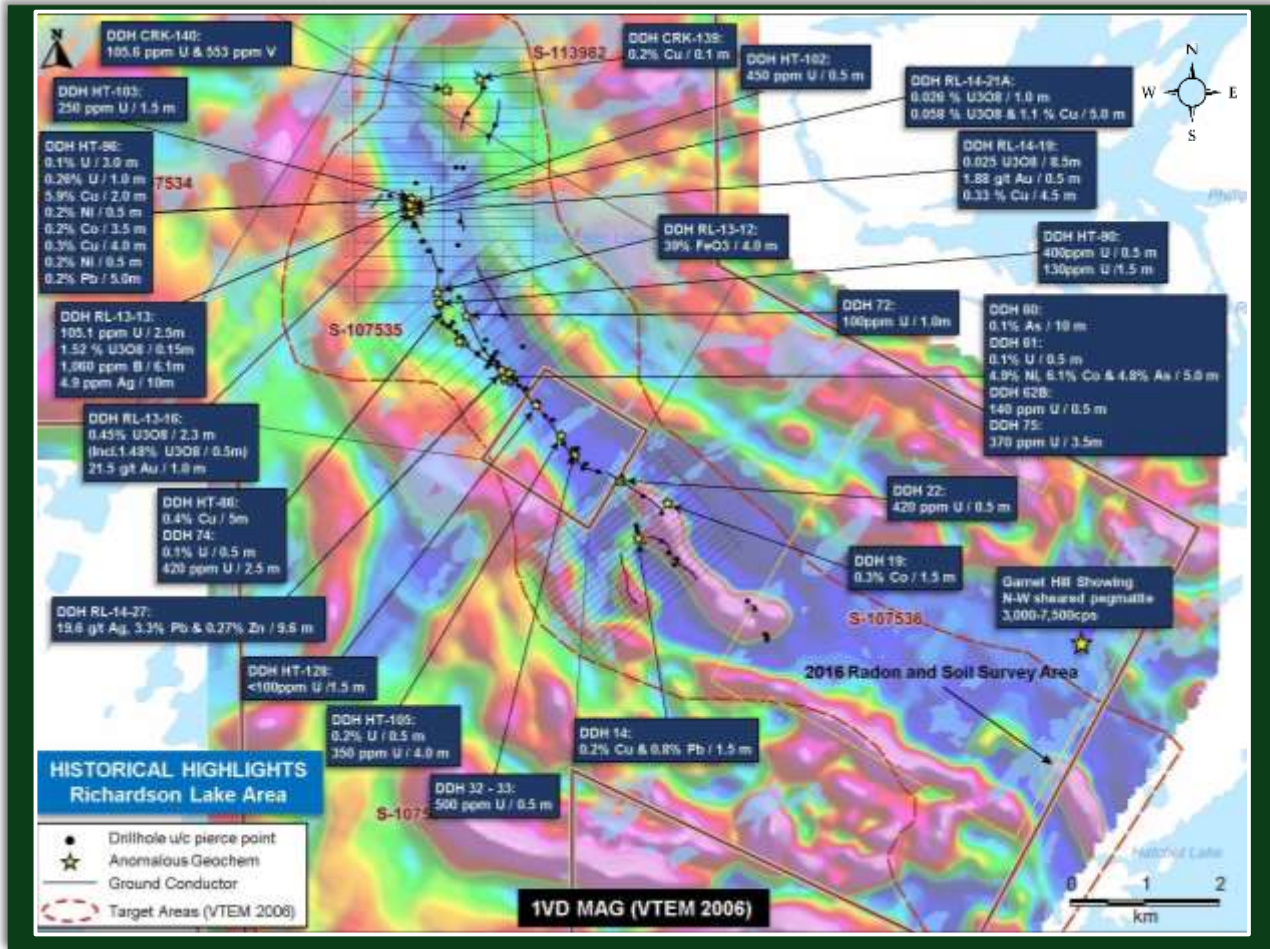 N
DDH CRK-140:
105.6 ppm U & 553 ppm V
DDH CRK-139:
0.2% Cu / 0.1 m
S-113982
DDH HT-102:
450 ppm U / 0.5 m
N
W
E
S
DDH HT-103:
250 ppm U / 1.5 m
DDH RL-14-21A:
0.026 % U3O8 / 1.0 m
0.058 % U3O8 & 1.1 % Cu / 5.0 m
DDH HT-96:
0.1% U / 3.0 m
0.26% U / 1.0 m
5.9% Cu / 2.0 m
0.2% Ni / 0.5 m
0.2% Co / 3.5 m
0.3% Cu / 4.0 m
0.2% Ni / 0.5 m
0.2% Pb / 5.0m
7534
DDH RL-14-19:
0.025 U3O8 / 8.5m
1.88 g/t Au / 0.5 m
0.33 % Cu / 4.5 m
DDH RL-13-12:
39% FeO3 / 4.0 m
DDH HT-90:
400ppm U / 0.5 m
130ppm U /1.5 m
DDH 72:
100ppm U / 1.0m
DDH RL-13-13:
105.1 ppm U / 2.5m
1.52 % U3O8 / 0.15m
1,060 ppm B / 6.1m
4.9 ppm Ag / 10m
S-107535
DDH 60:
0.1% As / 10 m
DDH 61:
0.1% U / 0.5 m
4.9% Ni, 6.1% Co & 4.8% As / 5.0 m
DDH 62B:
140 ppm U / 0.5 m
DDH 75:
370 ppm U / 3.5m
DDH RL-13-16:
0.45% U3O8 / 2.3 m
(Incl.1.48% U3O8 / 0.5m)
21.5 g/t Au / 1.0 m
DDH HT-86:
0.4% Cu / 5m
DDH 74:
0.1% U / 0.5 m
420 ppm U / 2.5 m
DDH 22:
420 ppm U / 0.5 m
DDH 19:
0.3% Co / 1.5 m
Garnet Hill Showing
N-W sheared pegmatite
3,000-7,500cps
DDH RL-14-27:
19.6 g/t Ag, 3.3% Pb & 0.27% Zn / 9.6 m
S-107536
DDH HT-128:
<100ppm U /1.5 m
2016 Radon and Soil Survey Area
DDH HT-105:
0.2% U / 0.5 m
350 ppm U / 4.0 m
DDH 14:
0.2% Cu & 0.8% Pb / 1.5 m
DDH 32 - 33:
500 ppm U / 0.5 m
HISTORICAL HIGHLIGHTS
Richardson Lake Area
Drillhole u/c pierce point
Anomalous Geochem
Ground Conductor
Target Areas (VTEM 2006)
1VD MAG (VTEM 2006)
Hatchet Lake
0 1 2
km